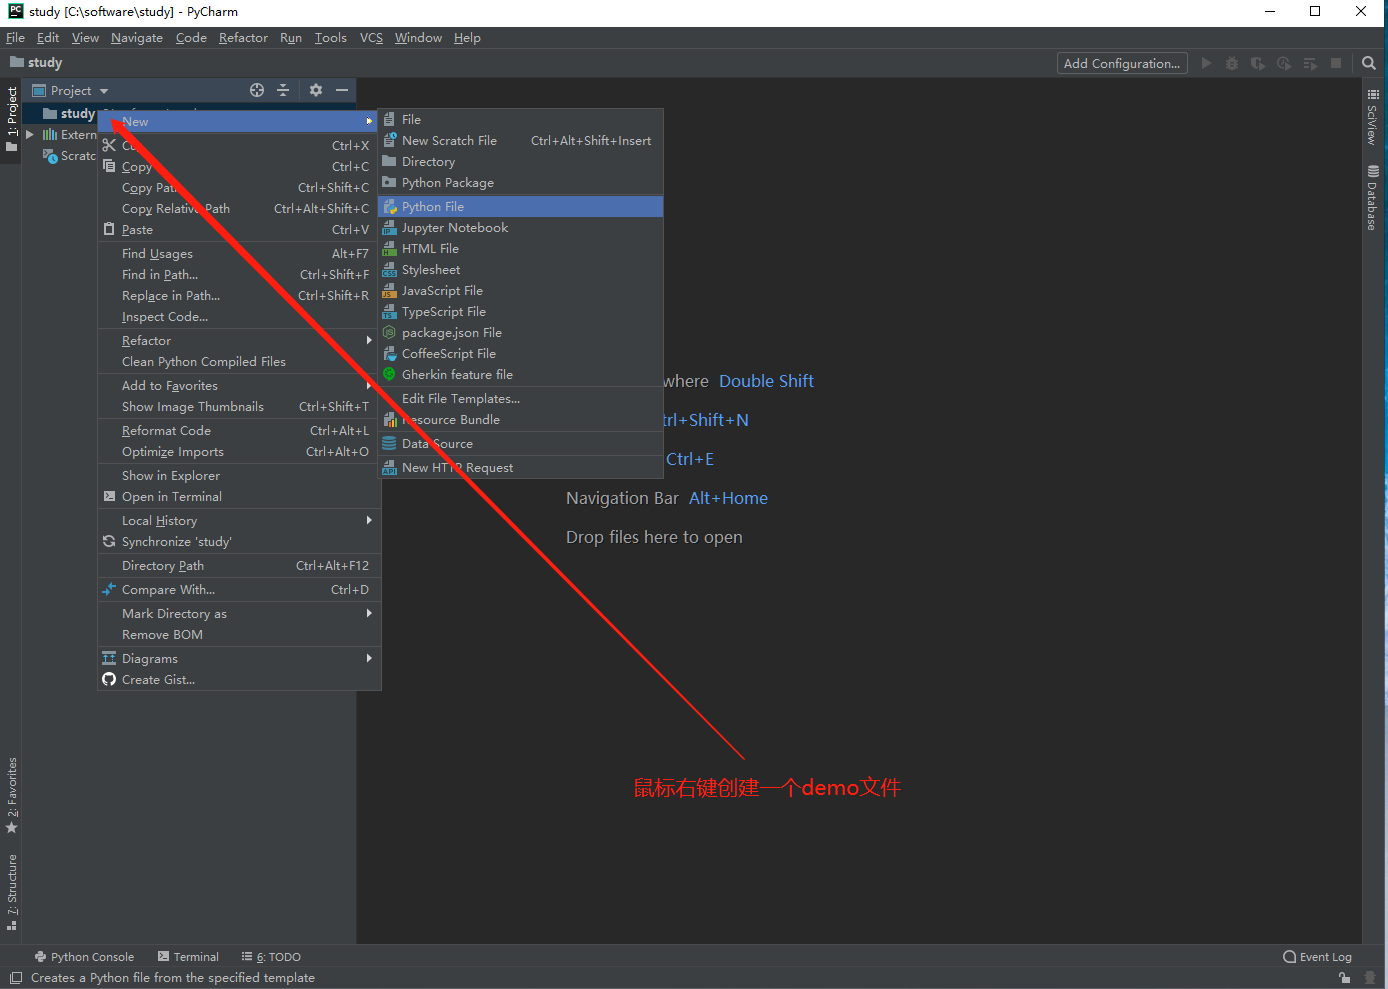 study [C:\software\study] - PyCharm
File Edit View Navigate Code Refactor Run Tools VCS Window Help
study
Add Configuration...
1: Project
Project
study
Extern
Scratc
New
Cut Ctrl+X
Copy Ctrl+C
Copy Path Ctrl+Shift+C
Copy Relative Path Ctrl+Alt+Shift+C
Paste Ctrl+V
Find Usages Alt+F7
Find in Path... Ctrl+Shift+F
Replace in Path... Ctrl+Shift+R
Inspect Code...
Refactor
Clean Python Compiled Files
Add to Favorites
Show Image Thumbnails Ctrl+Shift+T
Reformat Code Ctrl+Alt+L
Optimize Imports Ctrl+Alt+O
Show in Explorer
Open in Terminal
Local History
Synchronize 'study'
Directory Path Ctrl+Alt+F12
Compare With... Ctrl+D
Mark Directory as
Remove BOM
Diagrams
Create Gist...
File
New Scratch File Ctrl+Alt+Shift+Insert
Directory
Python Package
Python File
Jupyter Notebook
HTML File
Stylesheet
JavaScript File
TypeScript File
package.json File
CoffeeScript File
Gherkin feature file
Edit File Templates...
Resource Bundle
Data Source
New HTTP Request
where Double Shift
trl+Shift+N
Ctrl+E
Navigation Bar Alt+Home
Drop files here to open
鼠标右键创建一个demo文件
SciView
Database
2: Favorites
7: Structure
Python Console
Terminal
6: TODO
Event Log
Creates a Python file from the specified template